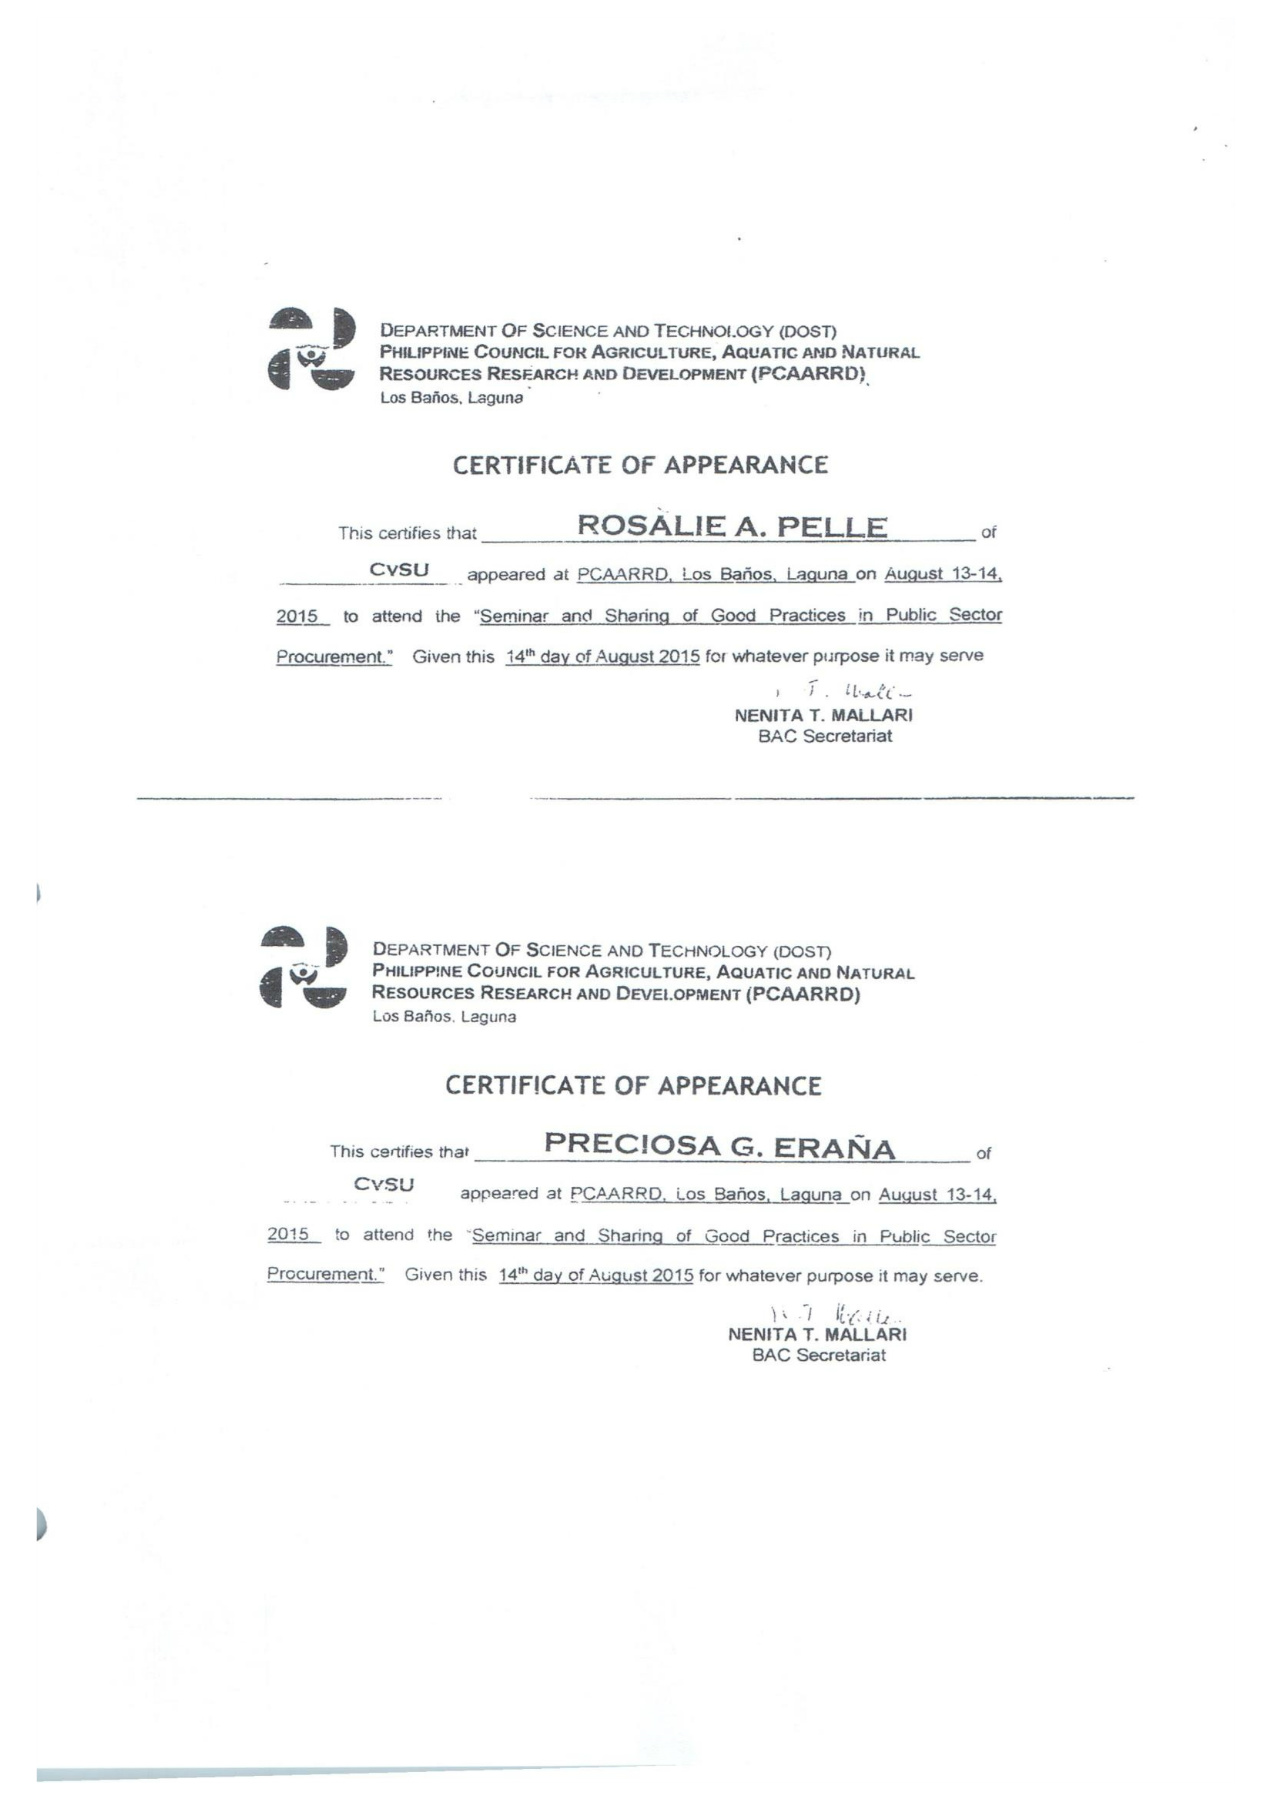 DEPARTMENT OF SCIENCE AND TECHNOLOGY (DOST)
PHILIPPINE COUNCIL FOR AGRICULTURE, AQUATIC AND NATURAL
RESOURCES RESEARCH AND DEVELOPMENT (PCAARRD)
Los Baños, Laguna
CERTIFICATE OF APPEARANCE
This certifies that ROSALIE A. PELLE of
CVSU appeared at PCAARRD, Los Baños, Laguna on August 13-14,
2015 to attend the "Seminar and Sharing of Good Practices in Public Sector
Procurement." Given this 14th day of August 2015 for whatever purpose it may serve
NENITA T. MALLARI
BAC Secretariat
DEPARTMENT OF SCIENCE AND TECHNOLOGY (DOST)
PHILIPPINE COUNCIL FOR AGRICULTURE, AQUATIC AND NATURAL
RESOURCES RESEARCH AND DEVELOPMENT (PCAARRD)
Los Baños, Laguna
CERTIFICATE OF APPEARANCE
This certifies that PRECIOSA G. ERAÑA of
CVSU appeared at PCAARRD, Los Baños, Laguna on August 13-14,
2015 to attend the "Seminar and Sharing of Good Practices in Public Sector
Procurement." Given this 14th day of August 2015 for whatever purpose it may serve.
NENITA T. MALLARI
BAC Secretariat